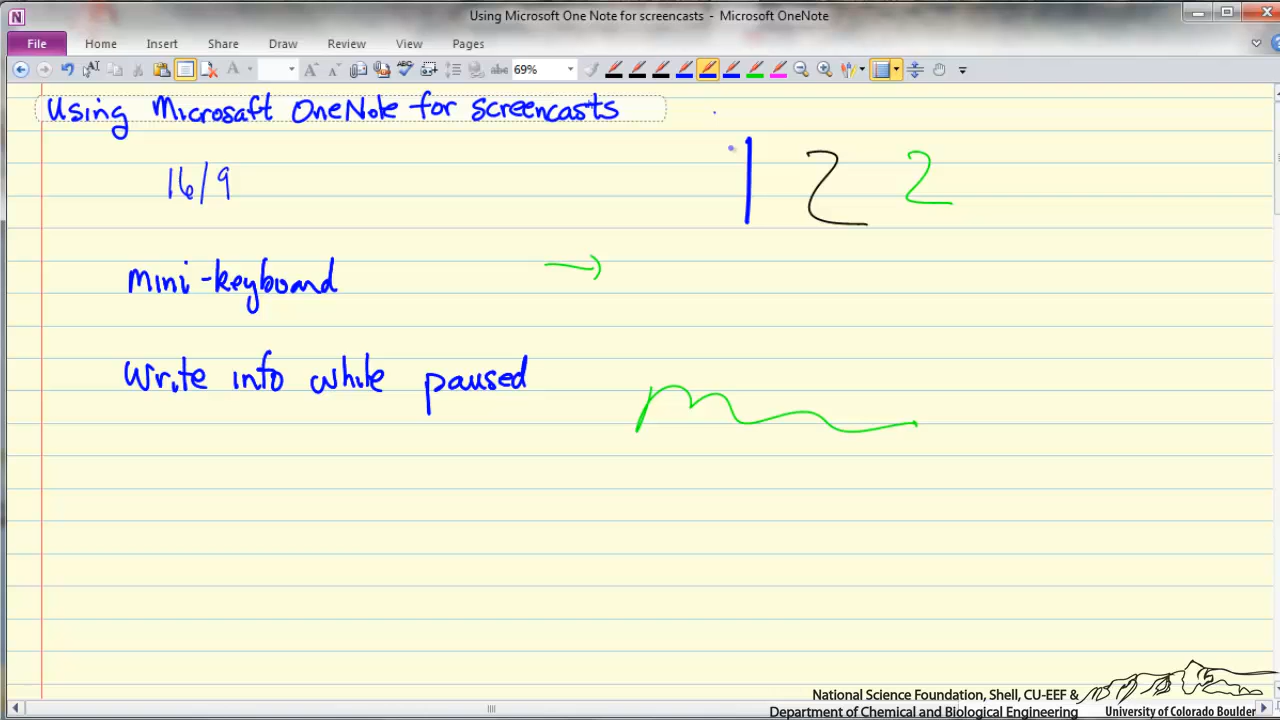 Using Microsoft One Note for screencasts - Microsoft OneNote
File Home Insert Share Draw Review View Pages
69%
Using Microsoft OneNote for screencasts
1 2 2
16/9
mini-keyboard
Write into while paused
National Science Foundation, Shell, CU-EEF &
Department of Chemical and Biological Engineering
University of Colorado Boulder